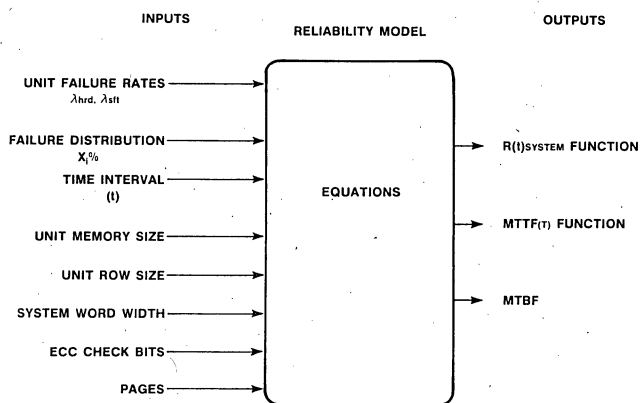 INPUTS
RELIABILITY MODEL
OUTPUTS
UNIT FAILURE RATES
λhrd, λsft
FAILURE DISTRIBUTION
Xi%
TIME INTERVAL
(t)
UNIT MEMORY SIZE
UNIT ROW SIZE
SYSTEM WORD WIDTH
ECC CHECK BITS
PAGES
EQUATIONS
R(t)SYSTEM FUNCTION
MTTF(T) FUNCTION
MTBF